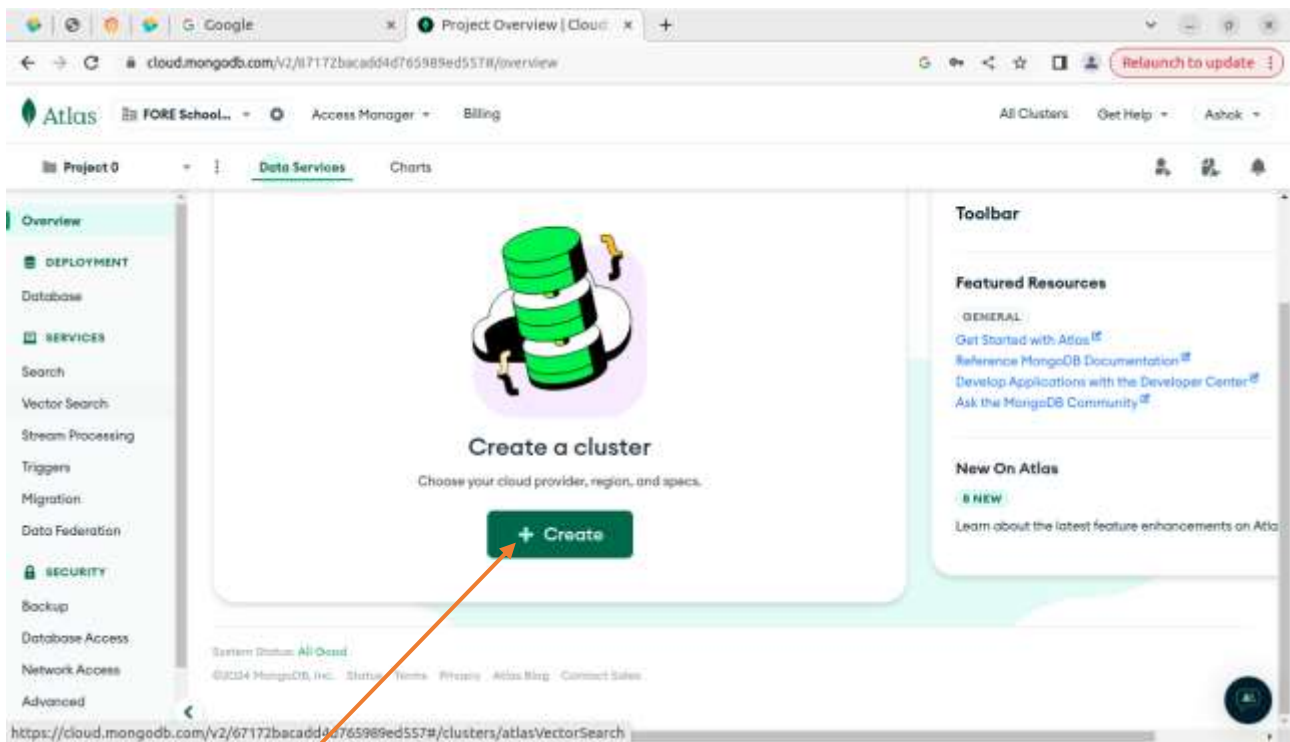 G Google
Project Overview | Cloud
cloud.mongodb.com/v2/67172bacadd4d765989ed557#/overview
Relaunch to update
Atlas
FORE School...
Access Manager
Billing
All Clusters
Get Help
Ashok
Project 0
Data Services
Charts
Overview
DEPLOYMENT
Database
SERVICES
Search
Vector Search
Stream Processing
Triggers
Migration
Data Federation
SECURITY
Backup
Database Access
Network Access
Advanced
Create a cluster
Choose your cloud provider, region, and specs.
+ Create
System Status: All Good
©2024 MongoDB, Inc. Status Terms Privacy Atlas Blog Contact Sales
Toolbar
Featured Resources
GENERAL
Get Started with Atlas
Reference MongoDB Documentation
Develop Applications with the Developer Center
Ask the MongoDB Community
New On Atlas
8 NEW
Learn about the latest feature enhancements on Atla
https://cloud.mongodb.com/v2/67172bacadd4d765989ed557#/clusters/atlasVectorSearch